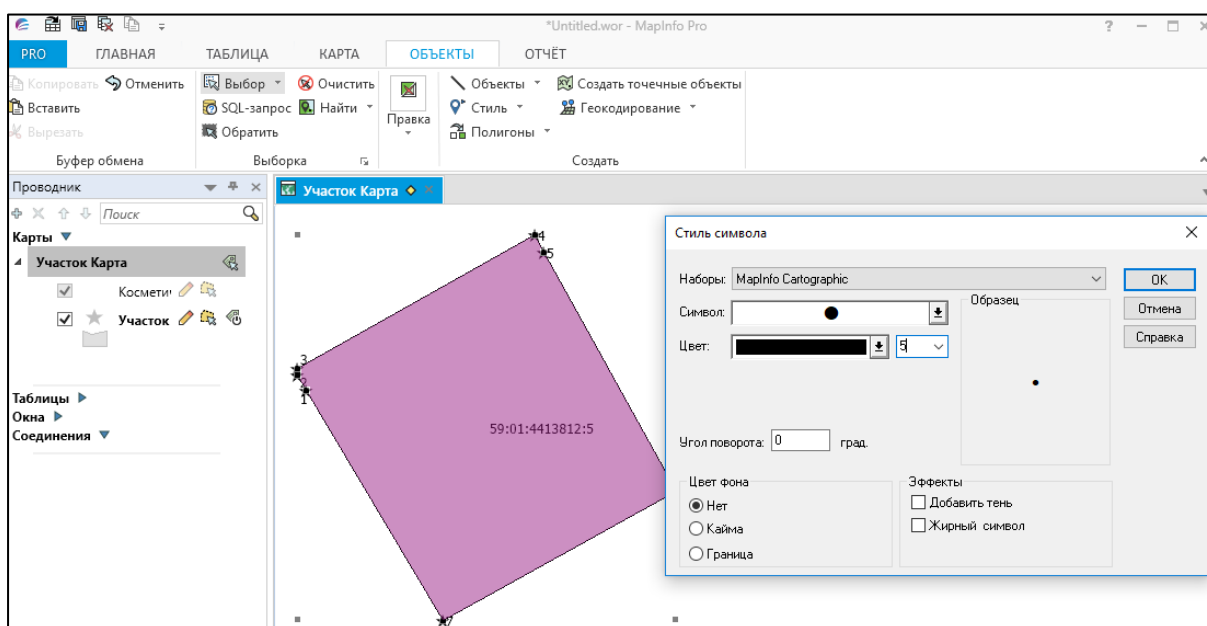 *Untitled.wor - MapInfo Pro
PRO ГЛАВНАЯ ТАБЛИЦА КАРТА ОБЪЕКТЫ ОТЧЁТ
Копировать Отменить Выбор Очистить Объекты Создать точечные объекты
Вставить SQL-запрос Найти Правка Стиль Геокодирование
Вырезать Обратить Полигоны
Буфер обмена Выборка Создать
Проводник
Поиск
Карты
Участок Карта
Космети
Участок
Таблицы
Окна
Соединения
Участок Карта
4
5
3
2
1
59:01:4413812:5
7
Стиль символа
Наборы: MapInfo Cartographic OK
Символ: Образец Отмена
Цвет: 5 Справка
Угол поворота: 0 град.
Цвет фона Эффекты
Нет Добавить тень
Кайма Жирный символ
Граница